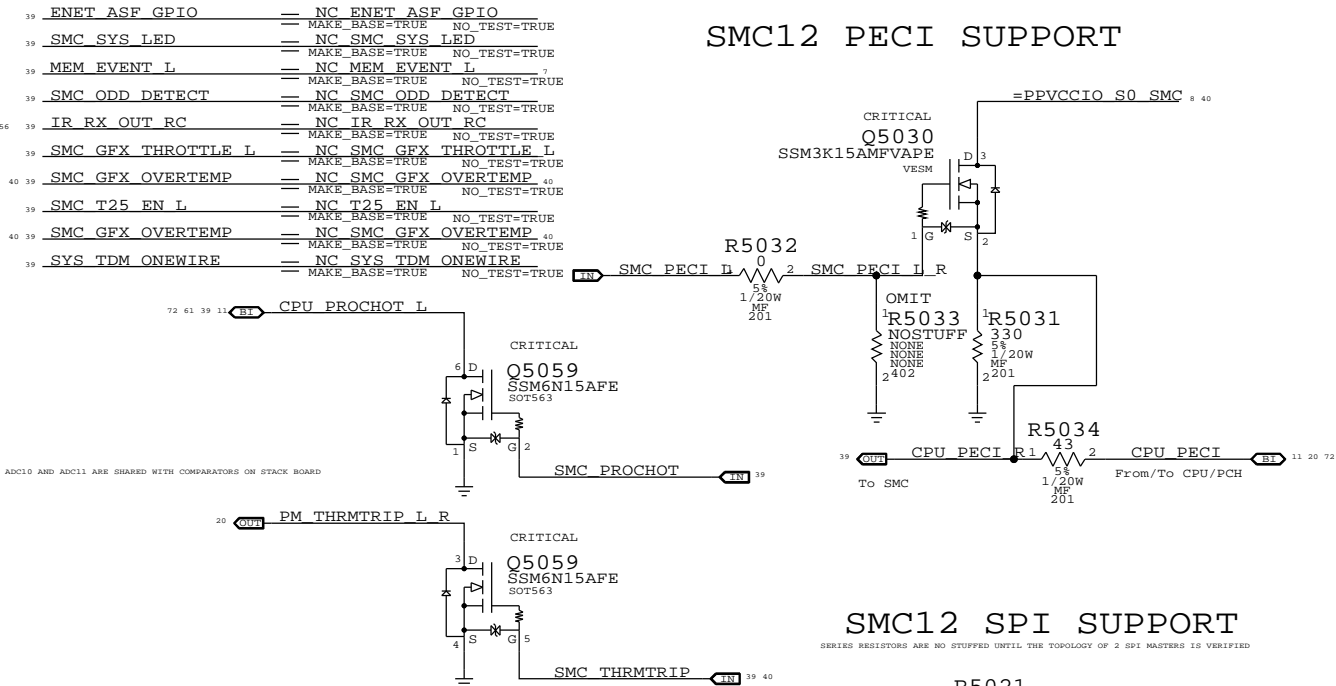 39 ENET_ASF_GPIO NC_ENET_ASF_GPIO
MAKE_BASE=TRUE NO_TEST=TRUE
39 SMC_SYS_LED NC_SMC_SYS_LED
MAKE_BASE=TRUE NO_TEST=TRUE
39 MEM_EVENT_L NC_MEM_EVENT_L 7
MAKE_BASE=TRUE NO_TEST=TRUE
39 SMC_ODD_DETECT NC_SMC_ODD_DETECT
MAKE_BASE=TRUE NO_TEST=TRUE
56 39 IR_RX_OUT_RC NC_IR_RX_OUT_RC
MAKE_BASE=TRUE NO_TEST=TRUE
39 SMC_GFX_THROTTLE_L NC_SMC_GFX_THROTTLE_L
MAKE_BASE=TRUE NO_TEST=TRUE
40 39 SMC_GFX_OVERTEMP NC_SMC_GFX_OVERTEMP 40
MAKE_BASE=TRUE NO_TEST=TRUE
39 SMC_T25_EN_L NC_T25_EN_L
MAKE_BASE=TRUE NO_TEST=TRUE
40 39 SMC_GFX_OVERTEMP NC_SMC_GFX_OVERTEMP 40
MAKE_BASE=TRUE NO_TEST=TRUE
39 SYS_TDM_ONEWIRE NC_SYS_TDM_ONEWIRE
MAKE_BASE=TRUE NO_TEST=TRUE
SMC12 PECI SUPPORT
=PPVCCIO_S0_SMC 8 40
CRITICAL
Q5030
SSM3K15AMFVAPE
VESM
D 3
1 G S 2
IN SMC_PECI_L 1 2 SMC_PECI_L_R
R5032
0
5%
1/20W
MF
201
OMIT
1
R5033
NOSTUFF
NONE
NONE
NONE
2 402
1
R5031
330
5%
1/20W
MF
2 201
39 OUT CPU_PECI_R 1 2 CPU_PECI BI 11 20 72
R5034
43
5%
1/20W
MF
201
To SMC
From/To CPU/PCH
72 61 39 11 BI CPU_PROCHOT_L
CRITICAL
6 D
Q5059
SSM6N15AFE
SOT563
1 S G 2
SMC_PROCHOT IN 39
ADC10 AND ADC11 ARE SHARED WITH COMPARATORS ON STACK BOARD
20 OUT PM_THRMTRIP_L_R
CRITICAL
3 D
Q5059
SSM6N15AFE
SOT563
4 S G 5
SMC_THRMTRIP IN 39 40
SMC12 SPI SUPPORT
SERIES RESISTORS ARE NO STUFFED UNTIL THE TOPOLOGY OF 2 SPI MASTERS IS VERIFIED
R5021